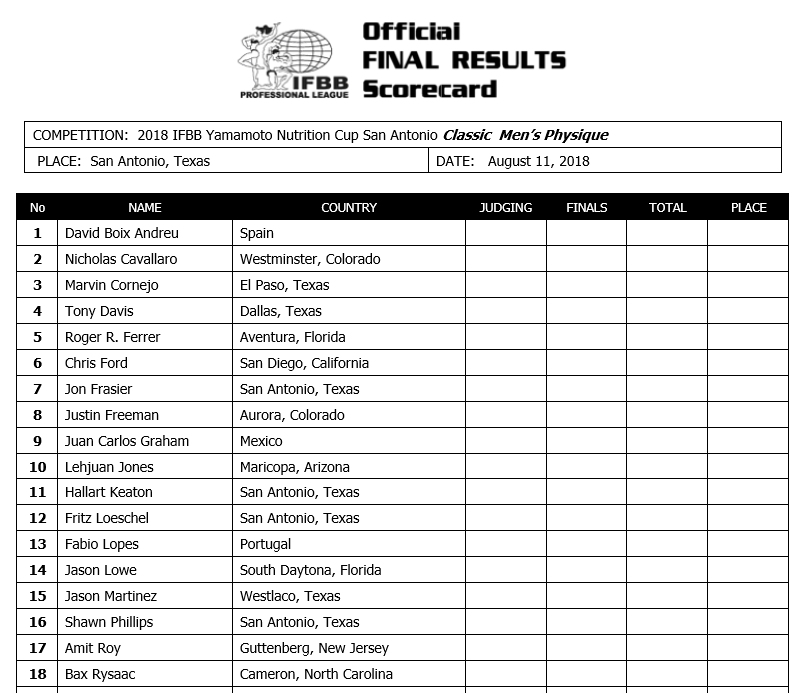 IFBB
PROFESSIONAL LEAGUE
Official
FINAL RESULTS
Scorecard
COMPETITION: 2018 IFBB Yamamoto Nutrition Cup San Antonio Classic Men's Physique
PLACE: San Antonio, Texas DATE: August 11, 2018
No NAME COUNTRY JUDGING FINALS TOTAL PLACE
1 David Boix Andreu Spain
2 Nicholas Cavallaro Westminster, Colorado
3 Marvin Cornejo El Paso, Texas
4 Tony Davis Dallas, Texas
5 Roger R. Ferrer Aventura, Florida
6 Chris Ford San Diego, California
7 Jon Frasier San Antonio, Texas
8 Justin Freeman Aurora, Colorado
9 Juan Carlos Graham Mexico
10 Lehjuan Jones Maricopa, Arizona
11 Hallart Keaton San Antonio, Texas
12 Fritz Loeschel San Antonio, Texas
13 Fabio Lopes Portugal
14 Jason Lowe South Daytona, Florida
15 Jason Martinez Westlaco, Texas
16 Shawn Phillips San Antonio, Texas
17 Amit Roy Guttenberg, New Jersey
18 Bax Rysaac Cameron, North Carolina